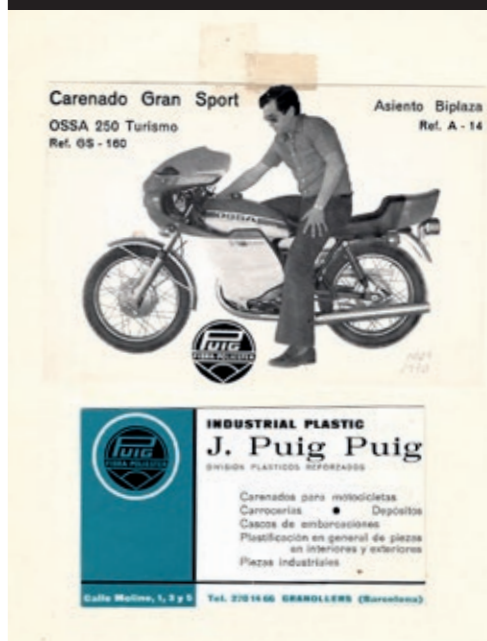 Carenado Gran Sport
OSSA 250 Turismo
Ref. GS - 160
Asiento Biplaza
Ref. A - 14
OSSA
PUIG
FIBRA-POLIESTER
PUIG
FIBRA-POLIESTER
INDUSTRIAL PLASTIC
J. Puig Puig
DIVISION PLASTICOS REFORZADOS
Carenados para motocicletas
Carrocerias ● Depósitos
Cascos de embarcaciones
Plastificación en general de piezas
en interiores y exteriores
Piezas industriales
Calle Molino, 1, 3 y 5
Tel. 270 14 66 GRANOLLERS (Barcelona)